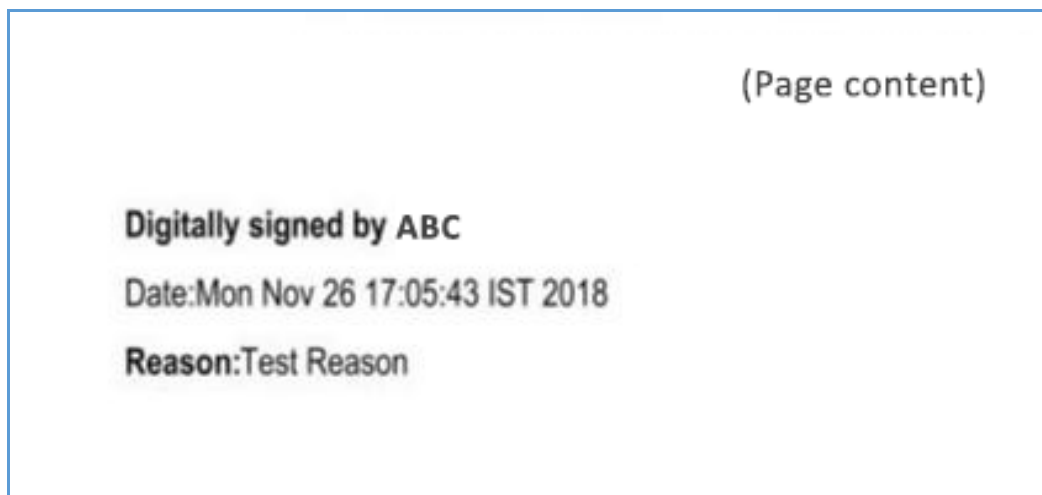 (Page content)
Digitally signed by ABC
Date:Mon Nov 26 17:05:43 IST 2018
Reason:Test Reason